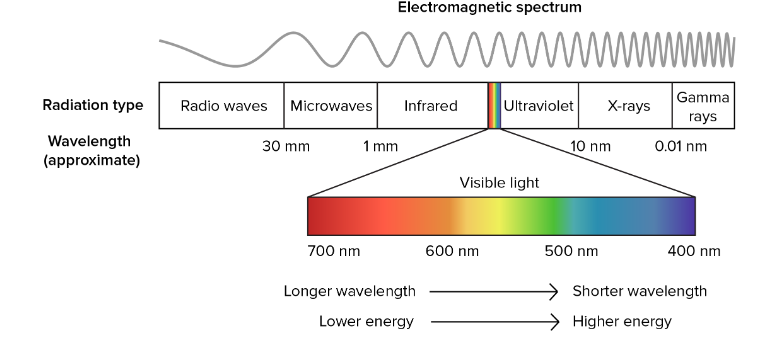 Electromagnetic spectrum
Radiation type
Radio waves
Microwaves
Infrared
Ultraviolet
X-rays
Gamma
rays
Wavelength
(approximate)
30 mm
1 mm
10 nm
0.01 nm
Visible light
700 nm
600 nm
500 nm
400 nm
Longer wavelength
Shorter wavelength
Lower energy
Higher energy